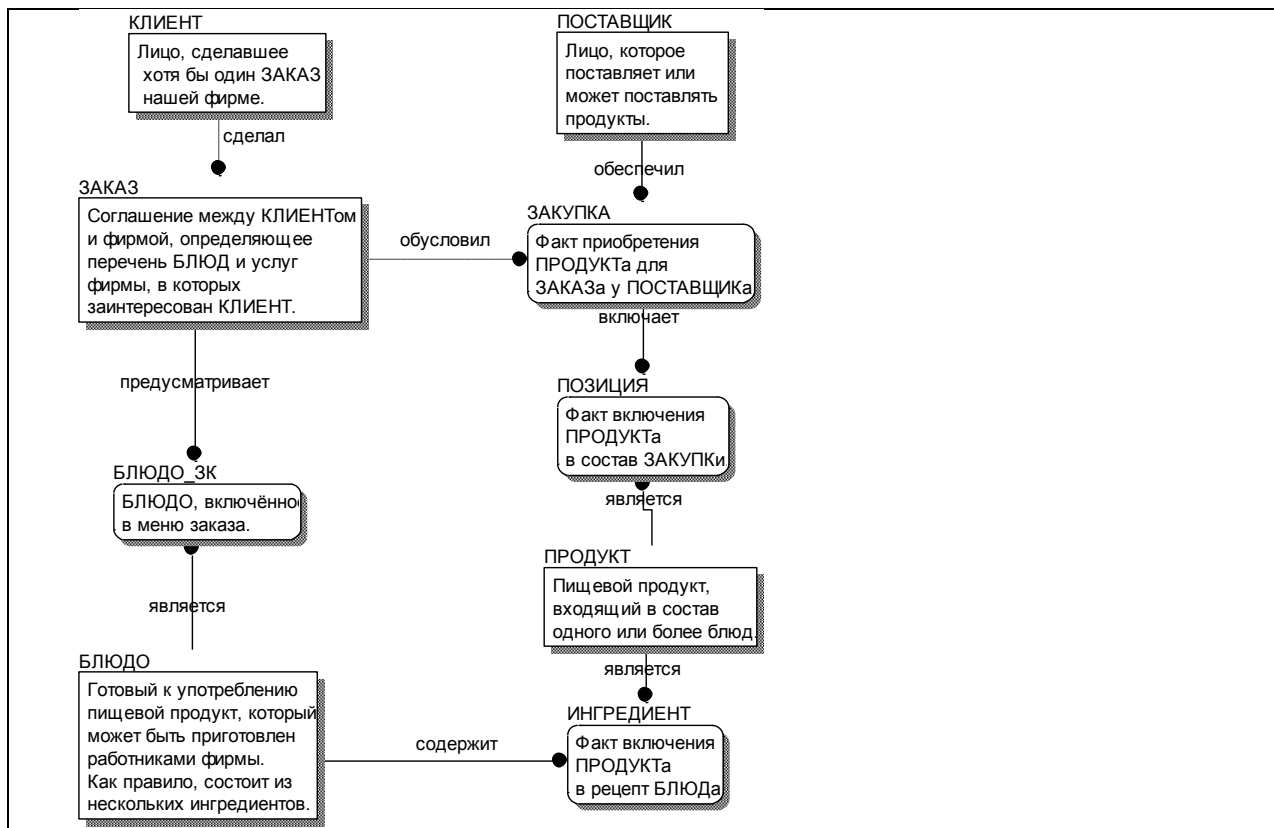 КЛИЕНТ
Лицо, сделавшее
хотя бы один ЗАКАЗ
нашей фирме.
сделал
ПОСТАВЩИК
Лицо, которое
поставляет или
может поставлять
продукты.
обеспечил
ЗАКАЗ
Соглашение между КЛИЕНТом
и фирмой, определяющее
перечень БЛЮД и услуг
фирмы, в которых
заинтересован КЛИЕНТ.
обусловил
ЗАКУПКА
Факт приобретения
ПРОДУКТа для
ЗАКАЗа у ПОСТАВЩИКа
включает
предусматривает
ПОЗИЦИЯ
Факт включения
ПРОДУКТа
в состав ЗАКУПКи
является
БЛЮДО_ЗК
БЛЮДО, включённо
в меню заказа.
является
ПРОДУКТ
Пищевой продукт,
входящий в состав
одного или более блюд.
является
БЛЮДО
Готовый к употреблению
пищевой продукт, который
может быть приготовлен
работниками фирмы.
Как правило, состоит из
нескольких ингредиентов.
содержит
ИНГРЕДИЕНТ
Факт включения
ПРОДУКТа
в рецепт БЛЮДа